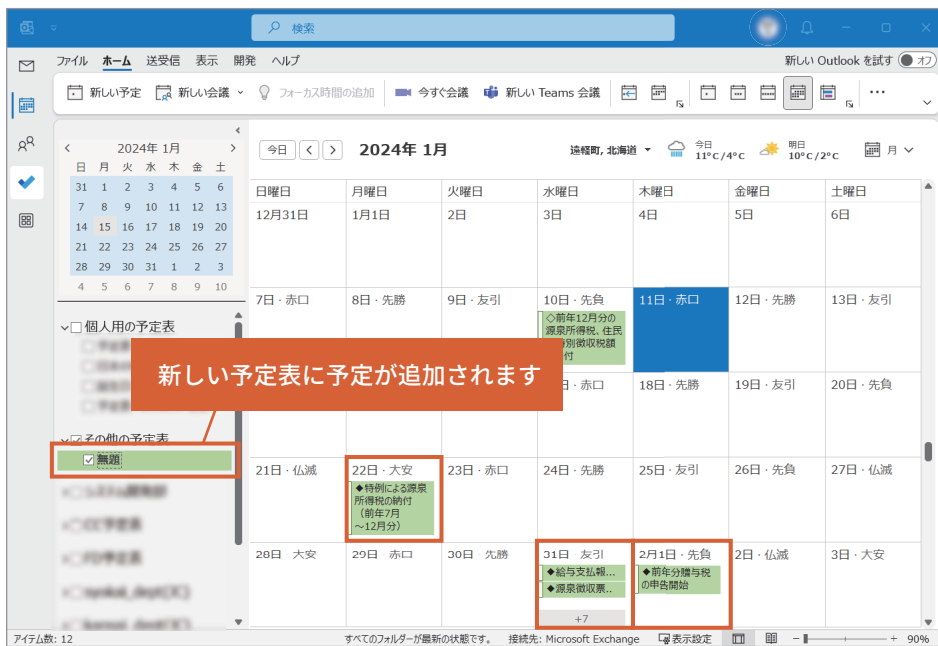 検索
ファイル ホーム 送受信 表示 開発 ヘルプ
新しい Outlook を試す オフ
新しい予定 新しい会議 フォーカス時間の追加 今すぐ会議 新しい Teams 会議 …
2024年 1月
日 月 火 水 木 金 土
31 1 2 3 4 5 6
7 8 9 10 11 12 13
14 15 16 17 18 19 20
21 22 23 24 25 26 27
28 29 30 31 1 2 3
4 5 6 7 8 9 10
個人用の予定表
その他の予定表
無題
今日 2024年 1月
遠軽町, 北海道
今日
11°C/4°C
明日
10°C/2°C
月
日曜日 月曜日 火曜日 水曜日 木曜日 金曜日 土曜日
12月31日 1月1日 2日 3日 4日 5日 6日
7日・赤口 8日・先勝 9日・友引 10日・先負 11日・赤口 12日・先勝 13日・友引
◇前年12月分の
源泉所得税、住民
別徴収税額
付
新しい予定表に予定が追加されます
日・赤口 18日・先勝 19日・友引 20日・先負
21日・仏滅 22日・大安 23日・赤口 24日・先勝 25日・友引 26日・先負 27日・仏滅
◆特例による源泉
所得税の納付
（前年7月
～12月分）
28日 大安 29日 赤口 30日 先勝 31日 友引 2月1日・先負 2日・仏滅 3日・大安
◆給与支払報...
◆源泉徴収票..
+7
◆前年分贈与税
の申告開始
アイテム数: 12
すべてのフォルダーが最新の状態です。 接続先: Microsoft Exchange 表示設定 90%